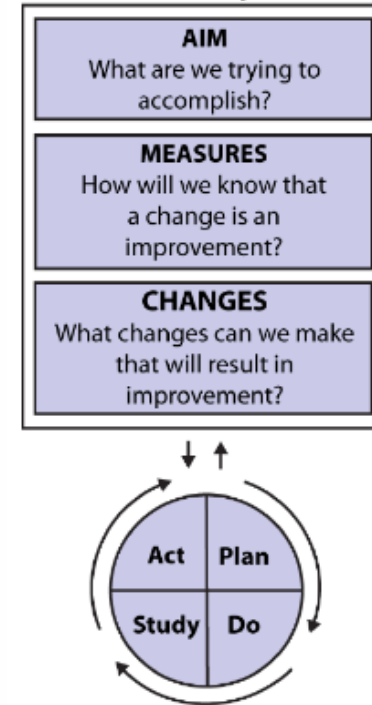 AIM
What are we trying to
accomplish?
MEASURES
How will we know that
a change is an
improvement?
CHANGES
What changes can we make
that will result in
improvement?
Act Plan
Study Do